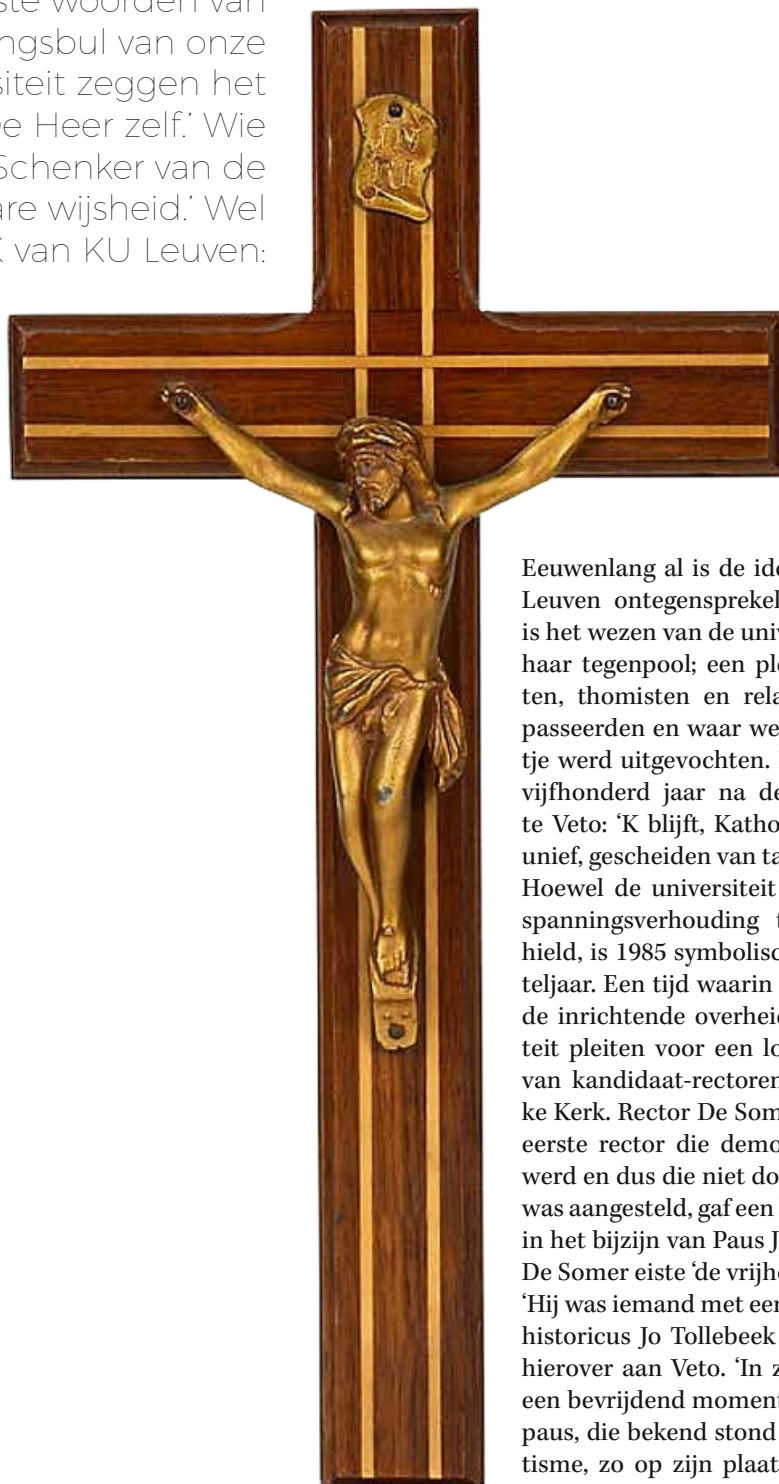 ste woorden van
ngsbul van onze
siteit zeggen het
De Heer zelf.’ Wie
Schenker van de
are wijsheid.’ Wel
K van KU Leuven:
Eeuwenlang al is de ide
Leuven ontegensprekel
is het wezen van de univ
haar tegenpool; een ple
ten, thomisten en rela
passeerden en waar we
tje werd uitgevochten.
vijfhonderd jaar na de
te Veto: ‘K blijft, Katho
unief, gescheiden van ta
Hoewel de universiteit
spanningsverhouding t
hield, is 1985 symbolisc
teljaar. Een tijd waarin
de inrichtende overheid
teit pleiten voor een lo
van kandidaat-rectoren
ke Kerk. Rector De Som
eerste rector die demo
werd en dus die niet do
was aangesteld, gaf een
in het bijzijn van Paus J
De Somer eiste ‘de vrijhe
‘Hij was iemand met een
historicus Jo Tollebeek
hierover aan Veto. ‘In z
een bevrijdend moment
paus, die bekend stond
tisme, zo op zijn plaat